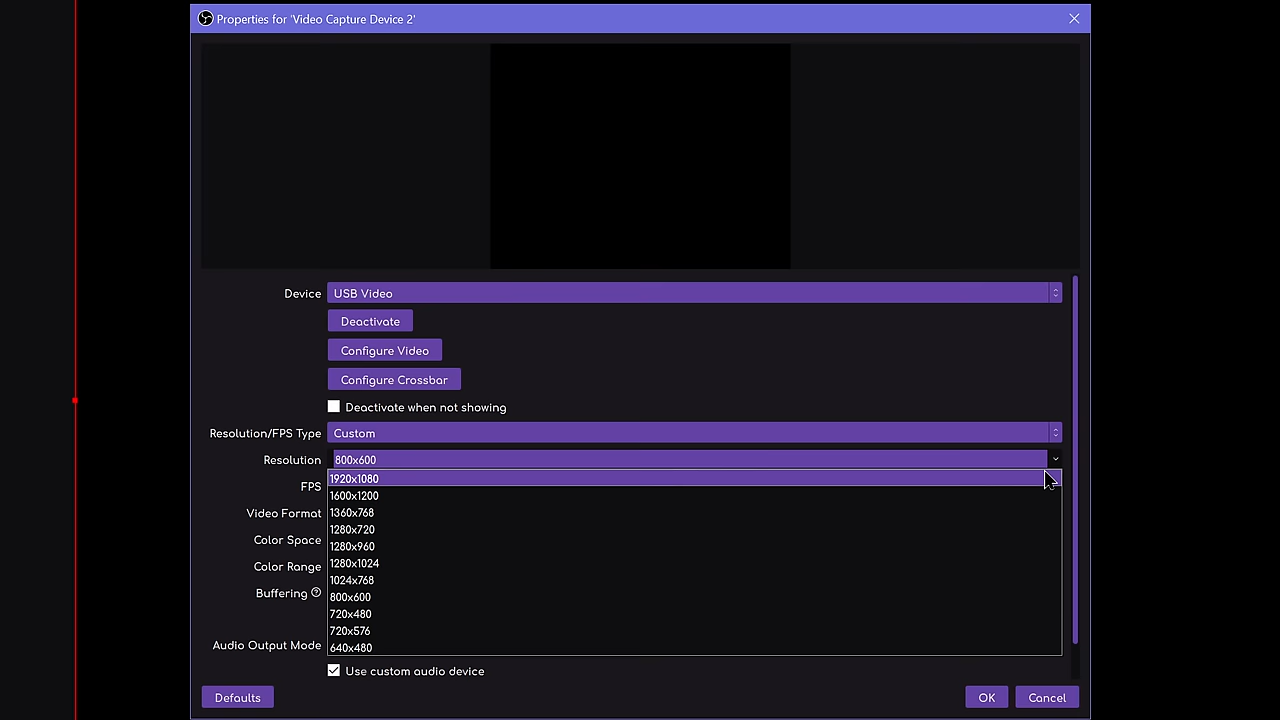 Properties for 'Video Capture Device 2'
Device USB Video
Deactivate
Configure Video
Configure Crossbar
Deactivate when not showing
Resolution/FPS Type Custom
Resolution 800x600
1920x1080
FPS
1600x1200
1360x768
Video Format
1280x720
Color Space
1280x960
1280x1024
Color Range
1024x768
Buffering ?
800x600
720x480
720x576
Audio Output Mode
640x480
Use custom audio device
Defaults OK Cancel